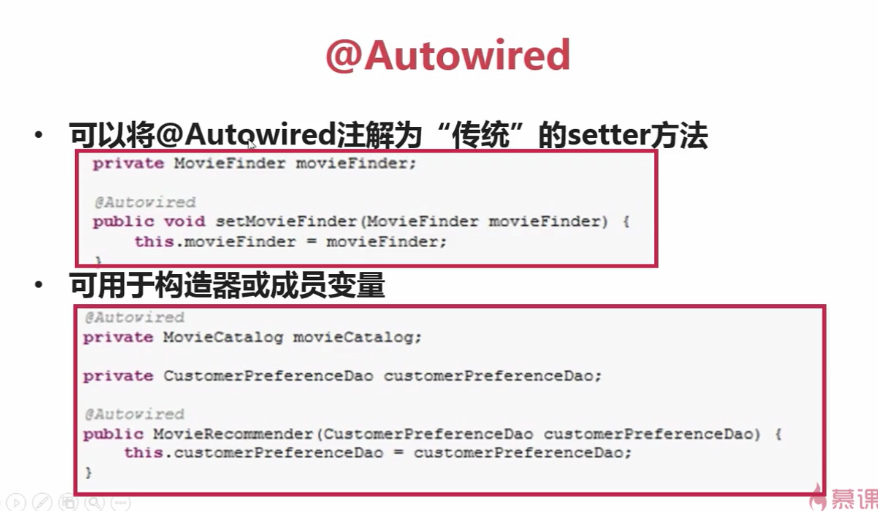 @Autowired
• 可以将@Autowired注解为“传统”的setter方法
private MovieFinder movieFinder;
@Autowired
public void setMovieFinder(MovieFinder movieFinder) {
this.movieFinder = movieFinder;
}
• 可用于构造器或成员变量
@Autowired
private MovieCatalog movieCatalog;
private CustomerPreferenceDao customerPreferenceDao;
@Autowired
public MovieRecommender(CustomerPreferenceDao customerPreferenceDao) {
this.customerPreferenceDao = customerPreferenceDao;
}
慕课